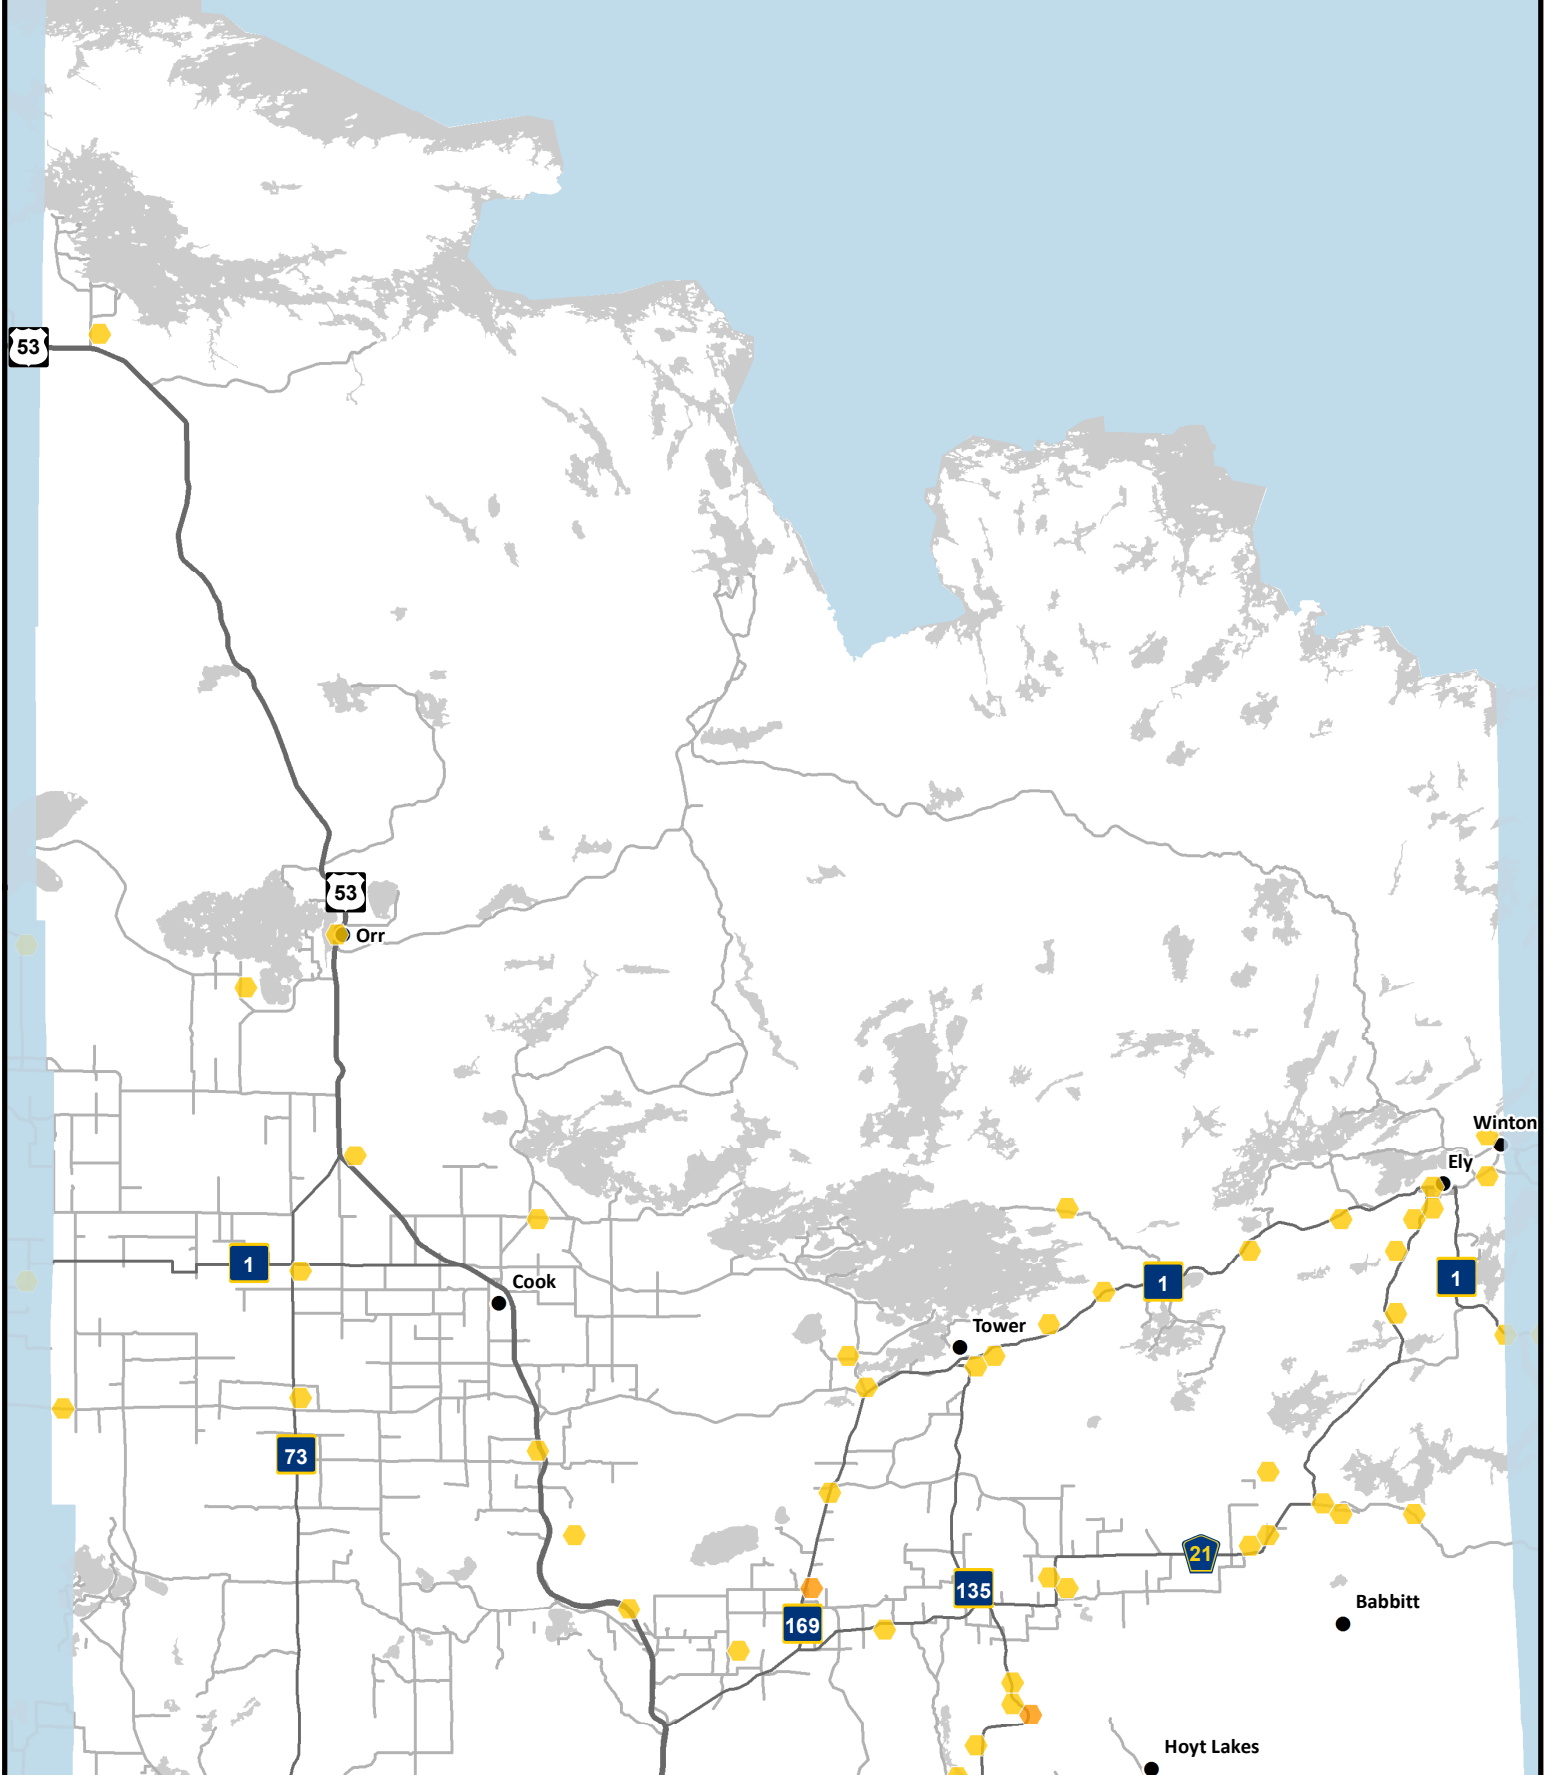 53
53
Orr
Winton
Ely
1
Cook
1
1
Tower
73
21
135
Babbitt
169
Hoyt Lakes